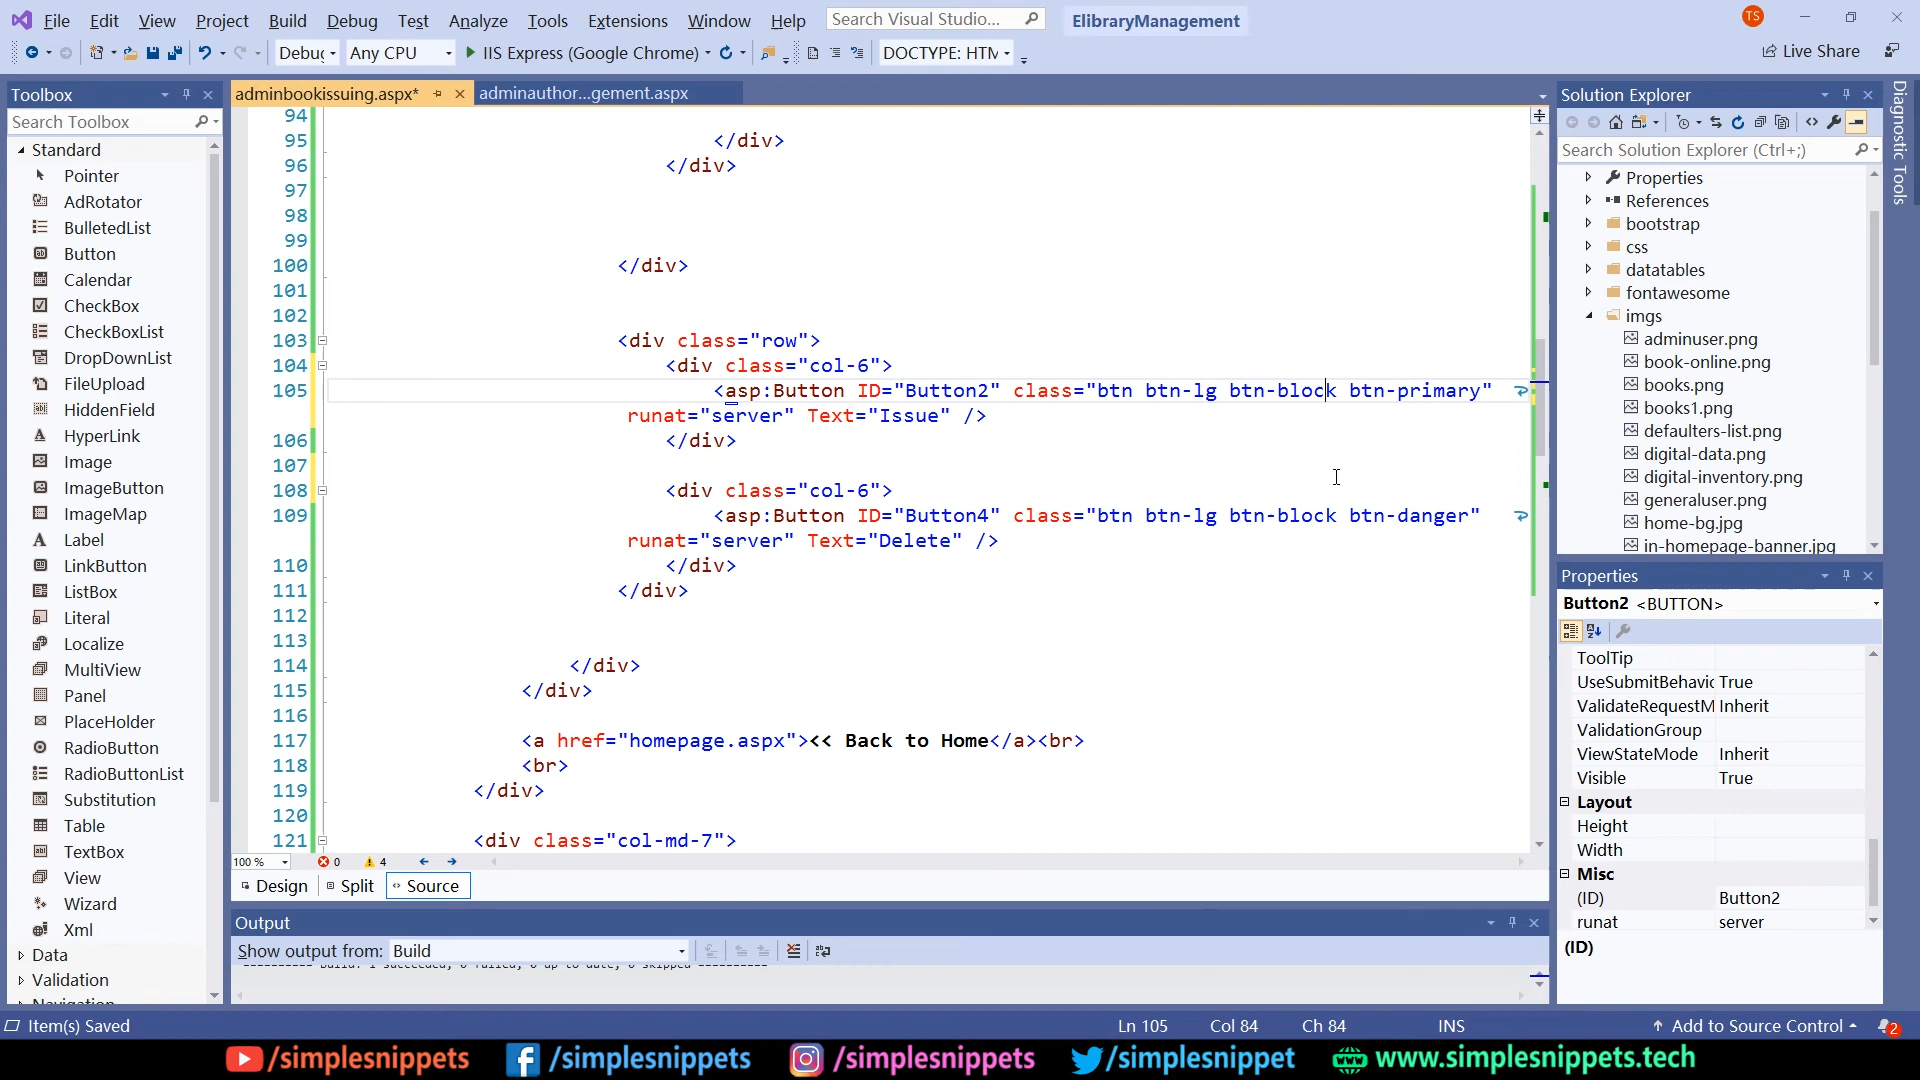 File Edit View Project Build Debug Test Analyze Tools Extensions Window Help Search Visual Studio... ElibraryManagement TS
Debug Any CPU IIS Express (Google Chrome) DOCTYPE: HTM Live Share
Toolbox
Search Toolbox
Standard
Pointer
AdRotator
BulletedList
Button
Calendar
CheckBox
CheckBoxList
DropDownList
FileUpload
HiddenField
HyperLink
Image
ImageButton
ImageMap
Label
LinkButton
ListBox
Literal
Localize
MultiView
Panel
PlaceHolder
RadioButton
RadioButtonList
Substitution
Table
TextBox
View
Wizard
Xml
Data
Validation
adminbookissuing.aspx* adminauthor...gement.aspx
94
95 </div>
96 </div>
97
98
99
100 </div>
101
102
103 <div class="row">
104 <div class="col-6">
105 <asp:Button ID="Button2" class="btn btn-lg btn-block btn-primary"
runat="server" Text="Issue" />
106 </div>
107
108 <div class="col-6">
109 <asp:Button ID="Button4" class="btn btn-lg btn-block btn-danger"
runat="server" Text="Delete" />
110 </div>
111 </div>
112
113
114 </div>
115 </div>
116
117 <a href="homepage.aspx"><< Back to Home</a><br>
118 <br>
119 </div>
120
121 <div class="col-md-7">
100 % 0 4
Design Split Source
Output
Show output from: Build
========== Build: 1 succeeded, 0 failed, 0 up-to-date, 0 skipped ==========
Solution Explorer
Search Solution Explorer (Ctrl+;)
Properties
References
bootstrap
css
datatables
fontawesome
imgs
adminuser.png
book-online.png
books.png
books1.png
defaulters-list.png
digital-data.png
digital-inventory.png
generaluser.png
home-bg.jpg
in-homepage-banner.jpg
Properties
Button2 <BUTTON>
ToolTip
UseSubmitBehavic True
ValidateRequestM Inherit
ValidationGroup
ViewStateMode Inherit
Visible True
Layout
Height
Width
Misc
(ID) Button2
runat server
(ID)
Diagnostic Tools
Item(s) Saved Ln 105 Col 84 Ch 84 INS Add to Source Control 2
/simplesnippets /simplesnippets /simplesnippets /simplesnippets www.simplesnippets.tech